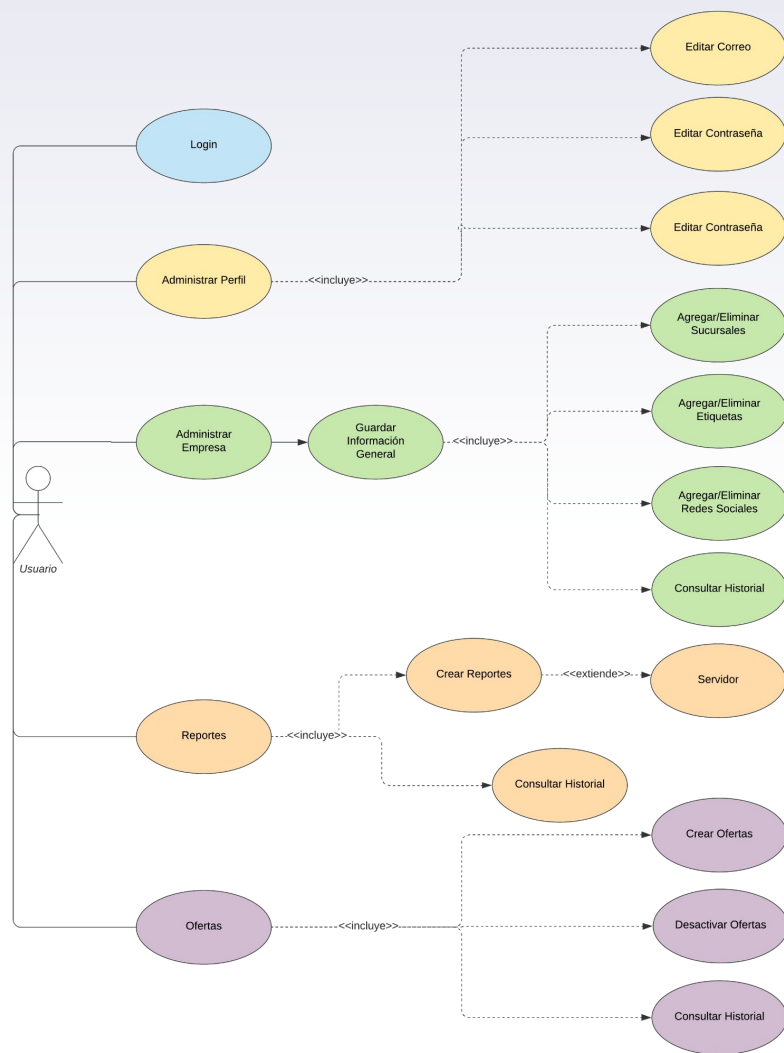 Editar Correo
Login
Editar Contraseña
Editar Contraseña
Administrar Perfil
<<incluye>>
Agregar/Eliminar
Sucursales
Agregar/Eliminar
Etiquetas
Administrar
Empresa
Guardar
Información
General
<<incluye>>
Agregar/Eliminar
Redes Sociales
Usuario
Consultar Historial
Crear Reportes
<<extiende>>
Servidor
Reportes
<<incluye>>
Consultar Historial
Crear Ofertas
Ofertas
<<incluye>>
Desactivar Ofertas
Consultar Historial